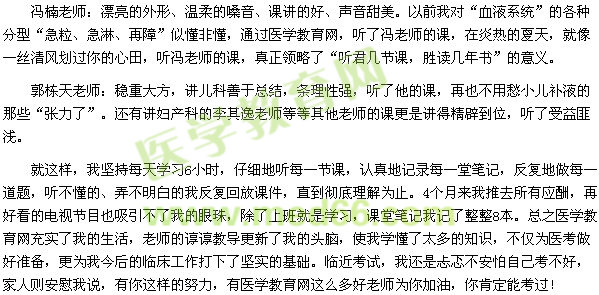 冯楠老师：漂亮的外形、温柔的嗓音、课讲的好、声音甜美。以前我对“血液系统”的各种
分型“急粒、急淋、再障”似懂非懂，通过医学教育网，听了冯老师的课，在炎热的夏天，就像
一丝清风划过你的心田，听冯老师的课，真正领略了“听君几节课，胜读几年书”的意义。
郭栋天老师：稳重大方，讲儿科善于总结，条理性强，听了他的课，再也不用愁小儿补液的
那些“张力了”。还有讲妇产科的李其逸老师等等其他老师的课更是讲得精辟到位，听了受益匪
浅。
就这样，我坚持每天学习6小时，仔细地听每一节课，认真地记录每一堂笔记，反复地做每一
道题，听不懂的、弄不明白的我反复回放课件，直到彻底理解为止。4个月来我推去所有应酬，再
好看的电视节目也吸引不了我的眼球，除了上班就是学习。课堂笔记我记了整整8本。总之医学教
育网充实了我的生活，老师的谆谆教导更新了我的头脑，使我学懂了太多的知识，不仅为医考做
好准备，更为我今后的临床工作打下了坚实的基础。临近考试，我还是忐忑不安怕自己考不好，
家人则安慰我说，有你这样的努力，有医学教育网这么多好老师为你加油，你肯定能考过！
医学教育网
www.med66.com